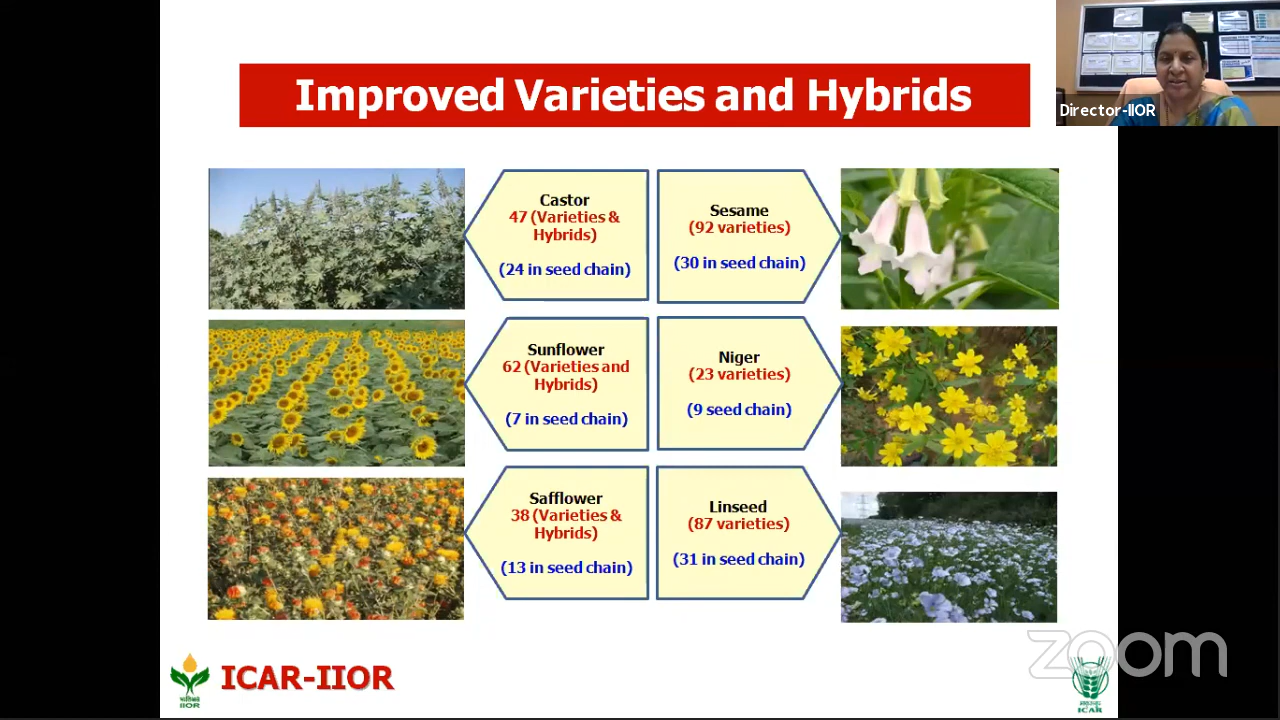 Improved Varieties and Hybrids
Director-IIOR
Castor
47 (Varieties &
Hybrids)
(24 in seed chain)
Sesame
(92 varieties)
(30 in seed chain)
Sunflower
62 (Varieties and
Hybrids)
(7 in seed chain)
Niger
(23 varieties)
(9 seed chain)
Safflower
38 (Varieties &
Hybrids)
(13 in seed chain)
Linseed
(87 varieties)
(31 in seed chain)
IIOR
ICAR-IIOR
zoom
ICAR